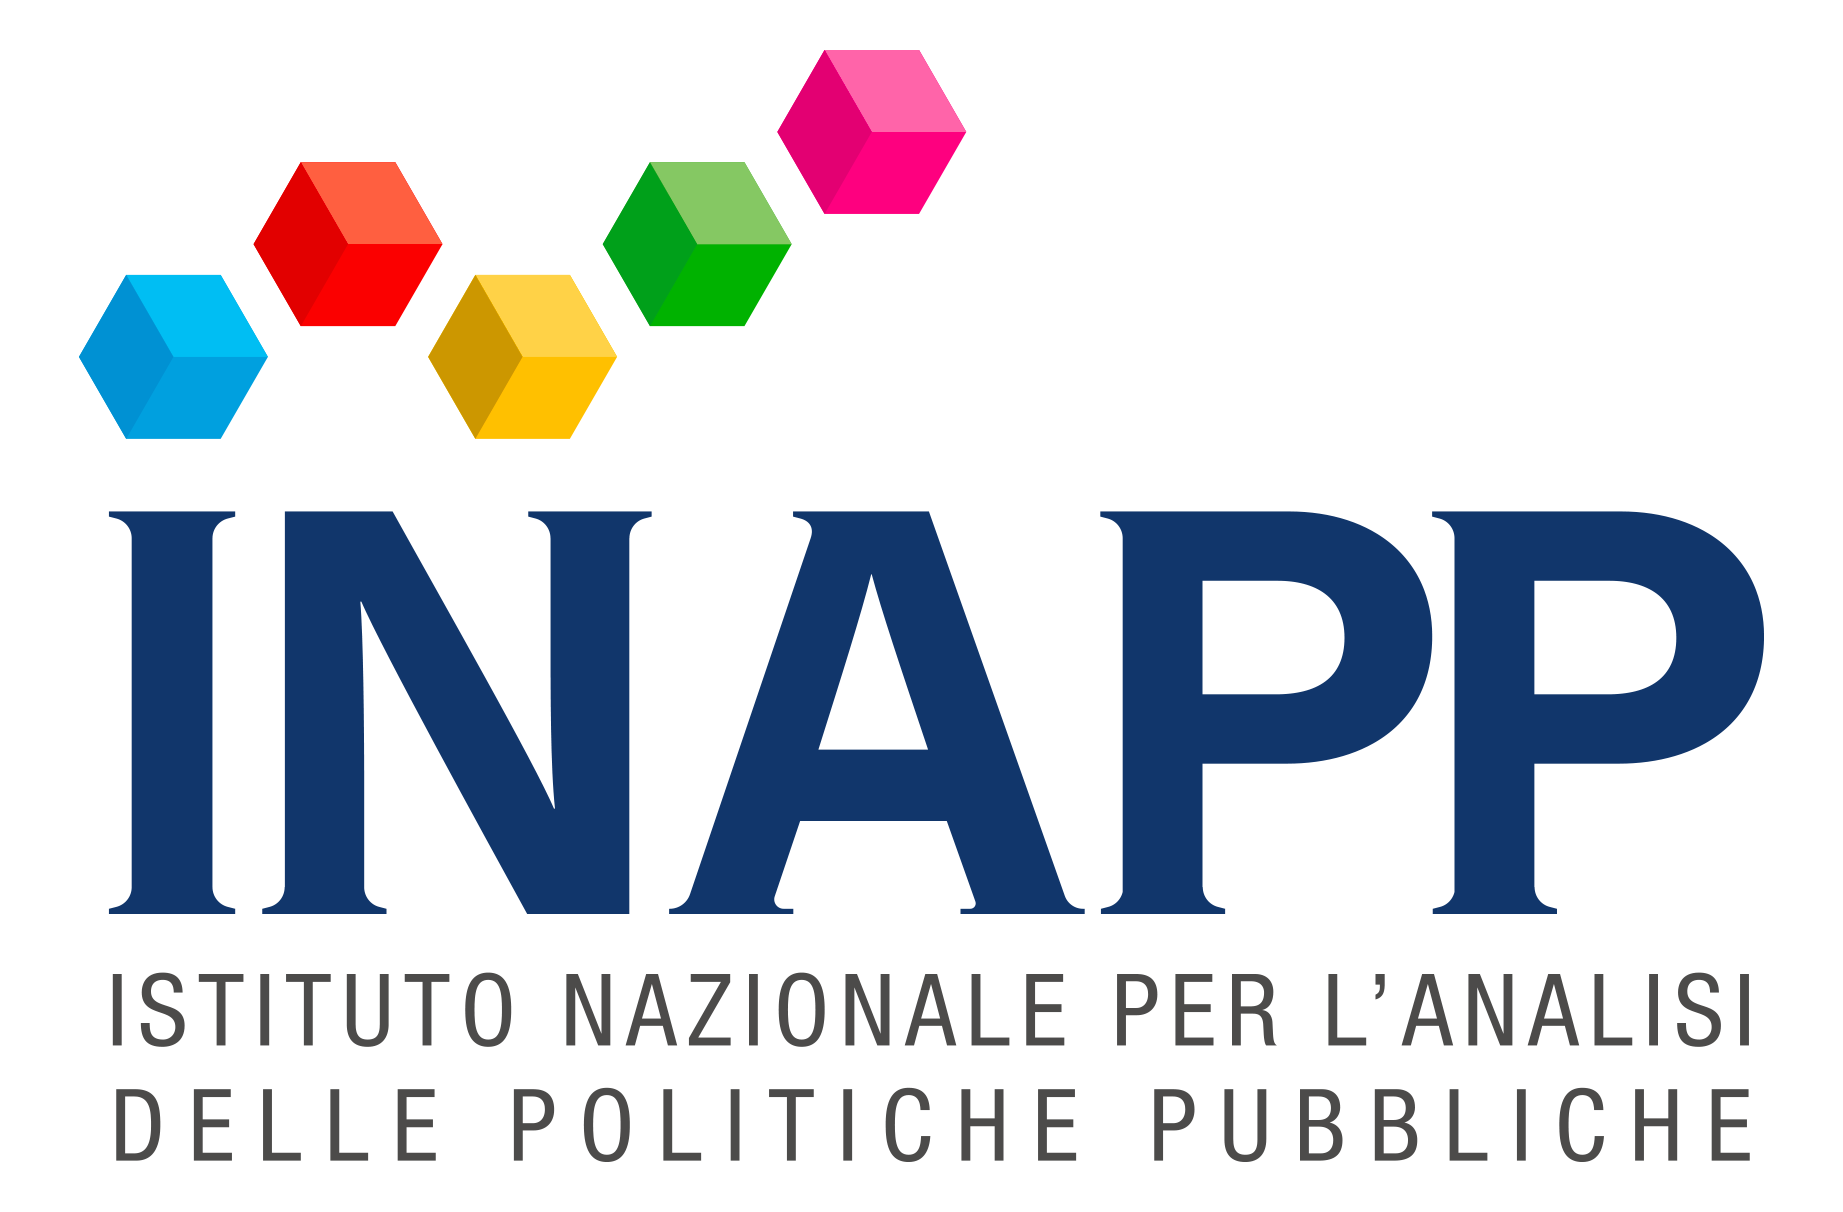 INAPP
ISTITUTO NAZIONALE PER L’ANALISI
DELLE POLITICHE PUBBLICHE